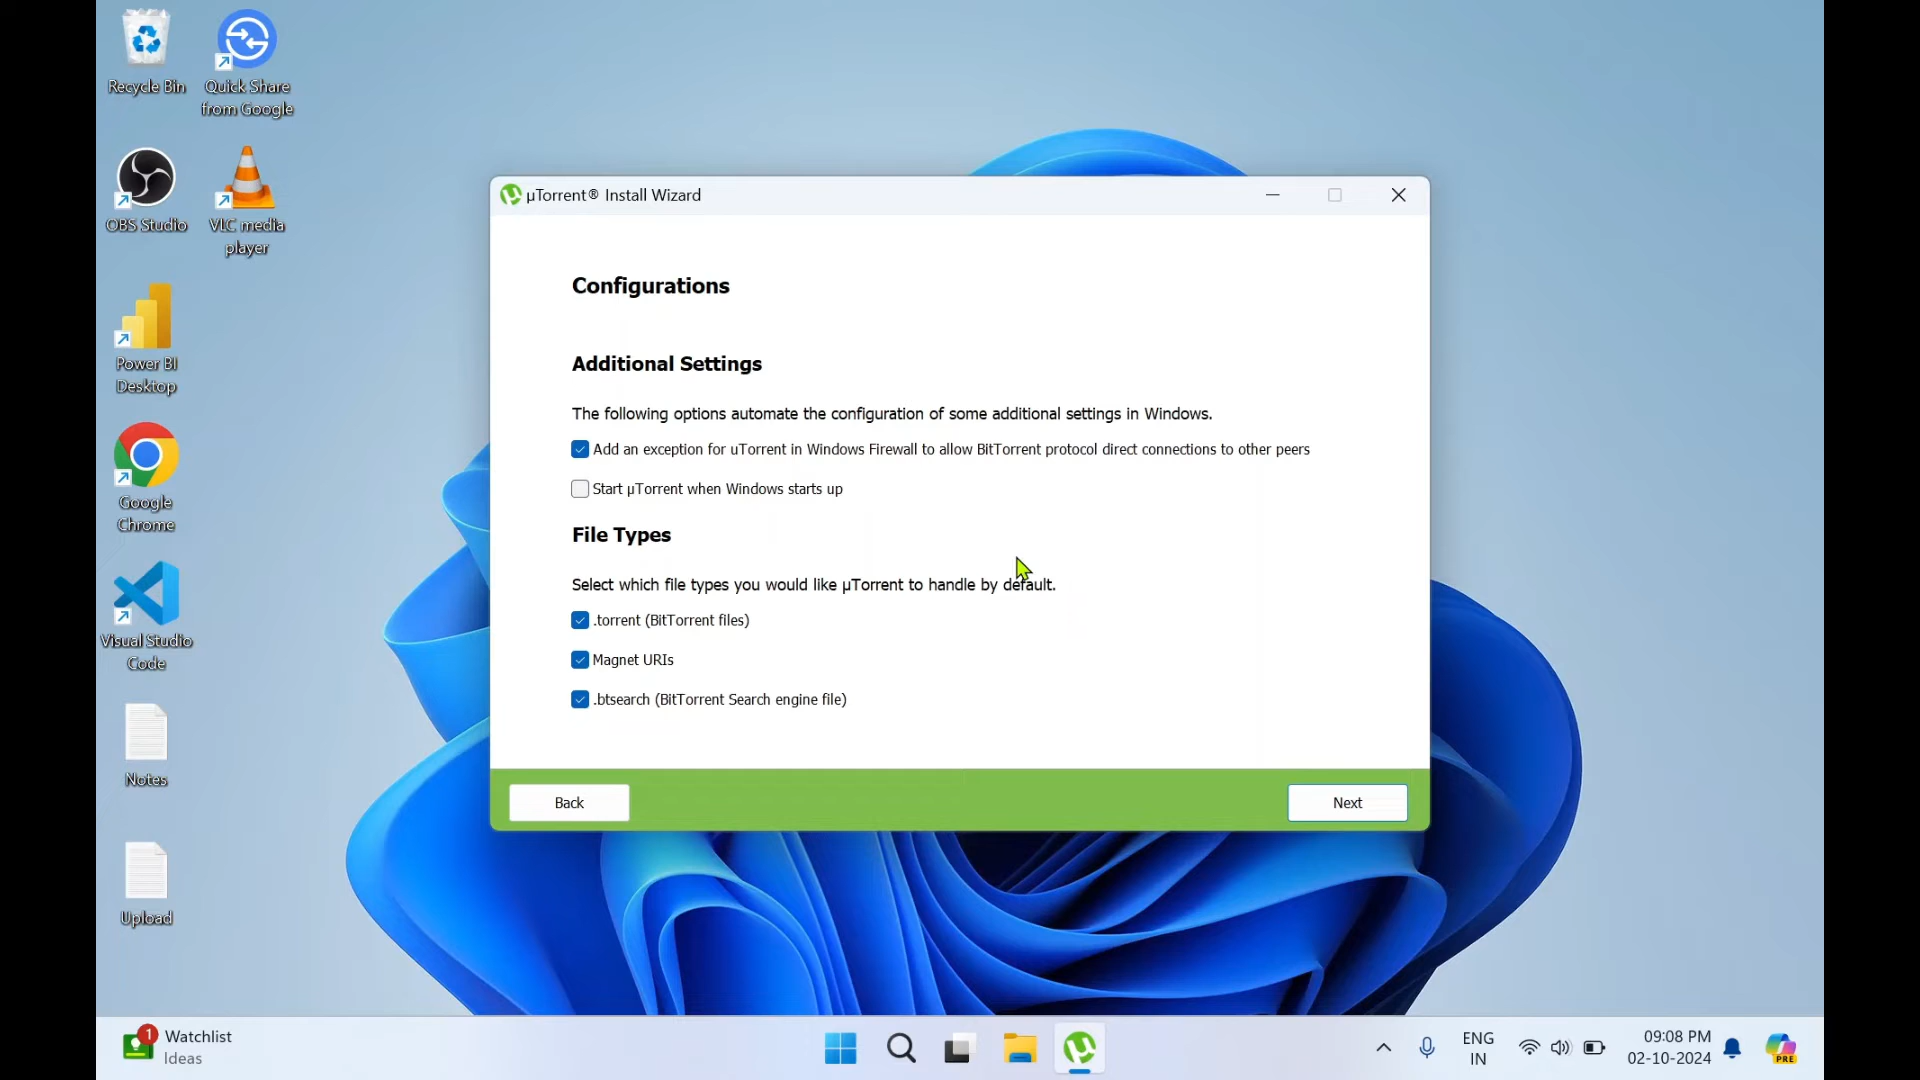 Recycle Bin
Quick Share
from Google
OBS Studio
VLC media
player
Power BI
Desktop
Google
Chrome
Visual Studio
Code
Notes
Upload
µTorrent® Install Wizard
Configurations
Additional Settings
The following options automate the configuration of some additional settings in Windows.
Add an exception for uTorrent in Windows Firewall to allow BitTorrent protocol direct connections to other peers
Start µTorrent when Windows starts up
File Types
Select which file types you would like µTorrent to handle by default.
.torrent (BitTorrent files)
Magnet URIs
.btsearch (BitTorrent Search engine file)
Back
Next
1
Watchlist
Ideas
ENG
IN
09:08 PM
02-10-2024
PRE